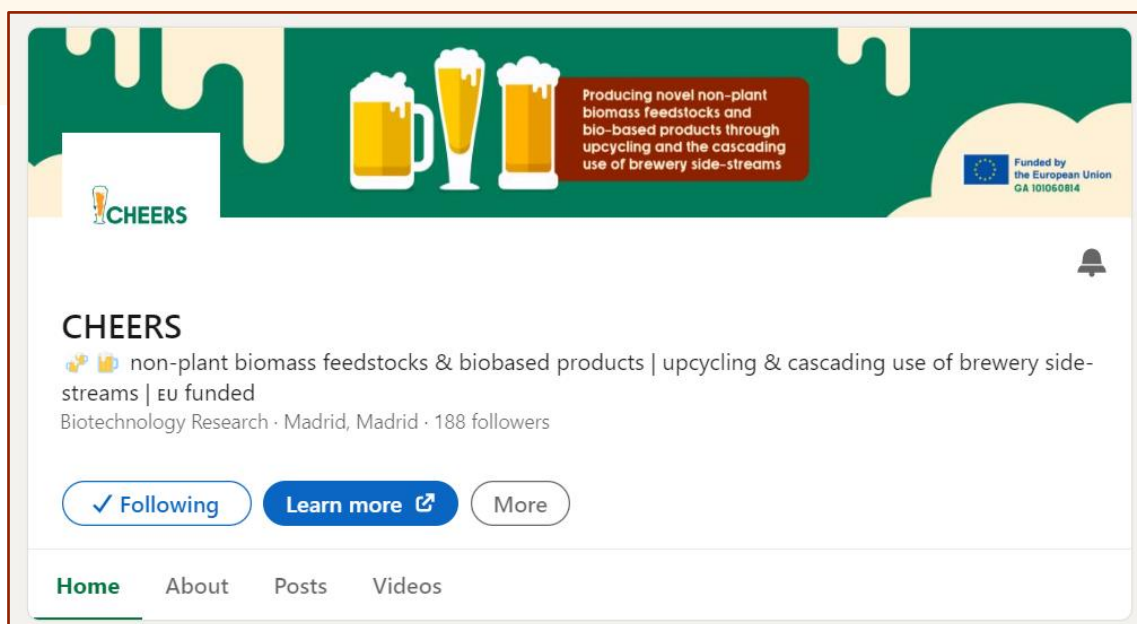 Producing novel non-plant
biomass feedstocks and
bio-based products through
upcycling and the cascading
use of brewery side-streams
Funded by
the European Union
GA 101060814
CHEERS
CHEERS
non-plant biomass feedstocks & biobased products | upcycling & cascading use of brewery side-
streams | ᴇᴜ funded
Biotechnology Research · Madrid, Madrid · 188 followers
Following
Learn more
More
Home About Posts Videos